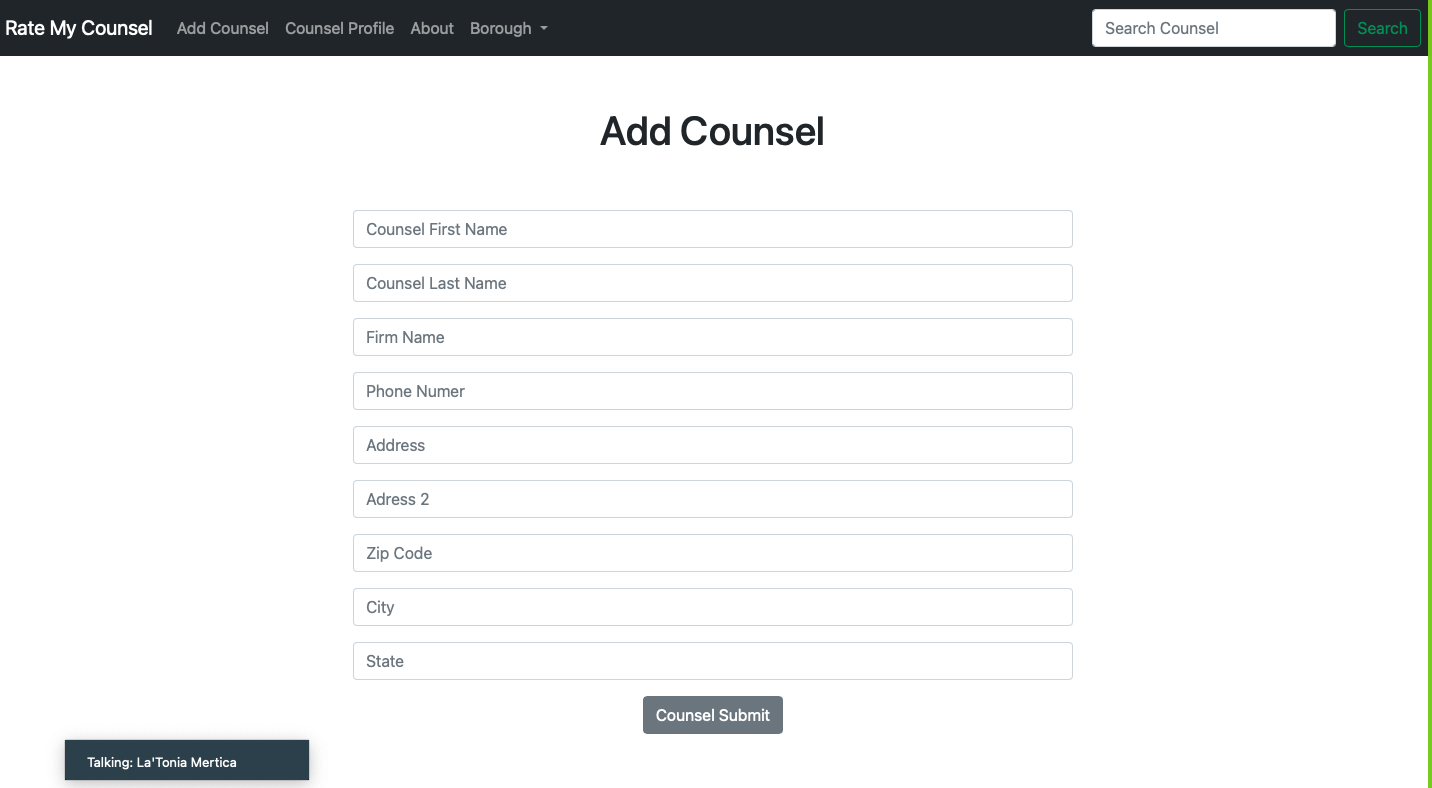 Rate My Counsel Add Counsel Counsel Profile About Borough Search Counsel Search
Add Counsel
Counsel First Name
Counsel Last Name
Firm Name
Phone Numer
Address
Adress 2
Zip Code
City
State
Counsel Submit
Talking: La'Tonia Mertica